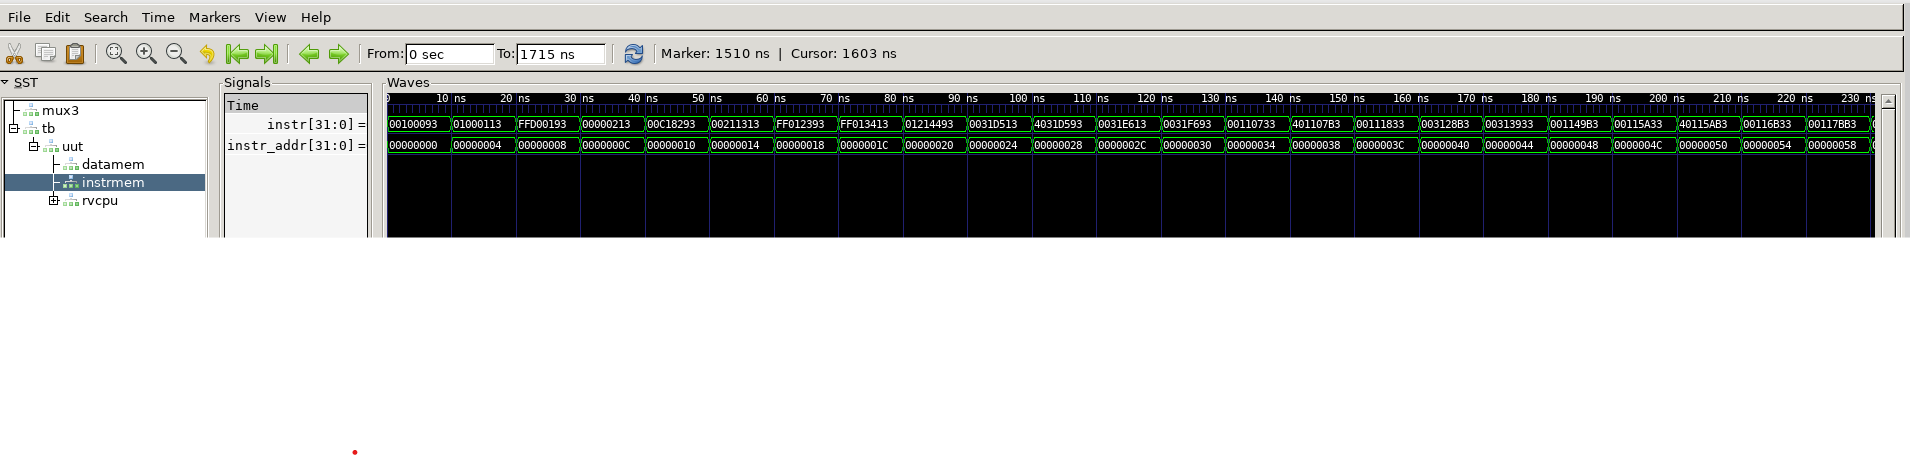 File Edit Search Time Markers View Help
From: 0 sec To: 1715 ns Marker: 1510 ns | Cursor: 1603 ns
SST
mux3
tb
uut
datamem
instrmem
rvcpu
Signals
Time
instr[31:0] =
instr_addr[31:0] =
Waves
0 10 ns 20 ns 30 ns 40 ns 50 ns 60 ns 70 ns 80 ns 90 ns 100 ns 110 ns 120 ns 130 ns 140 ns 150 ns 160 ns 170 ns 180 ns 190 ns 200 ns 210 ns 220 ns 230 ns
00100093 01000113 FFD00193 00000213 00C18293 00211313 FF012393 FF013413 01214493 0031D513 4031D593 0031E613 0031F693 00110733 401107B3 00111833 003128B3 00313933 001149B3 00115A33 40115AB3 00116B33 00117BB3
00000000 00000004 00000008 0000000C 00000010 00000014 00000018 0000001C 00000020 00000024 00000028 0000002C 00000030 00000034 00000038 0000003C 00000040 00000044 00000048 0000004C 00000050 00000054 00000058